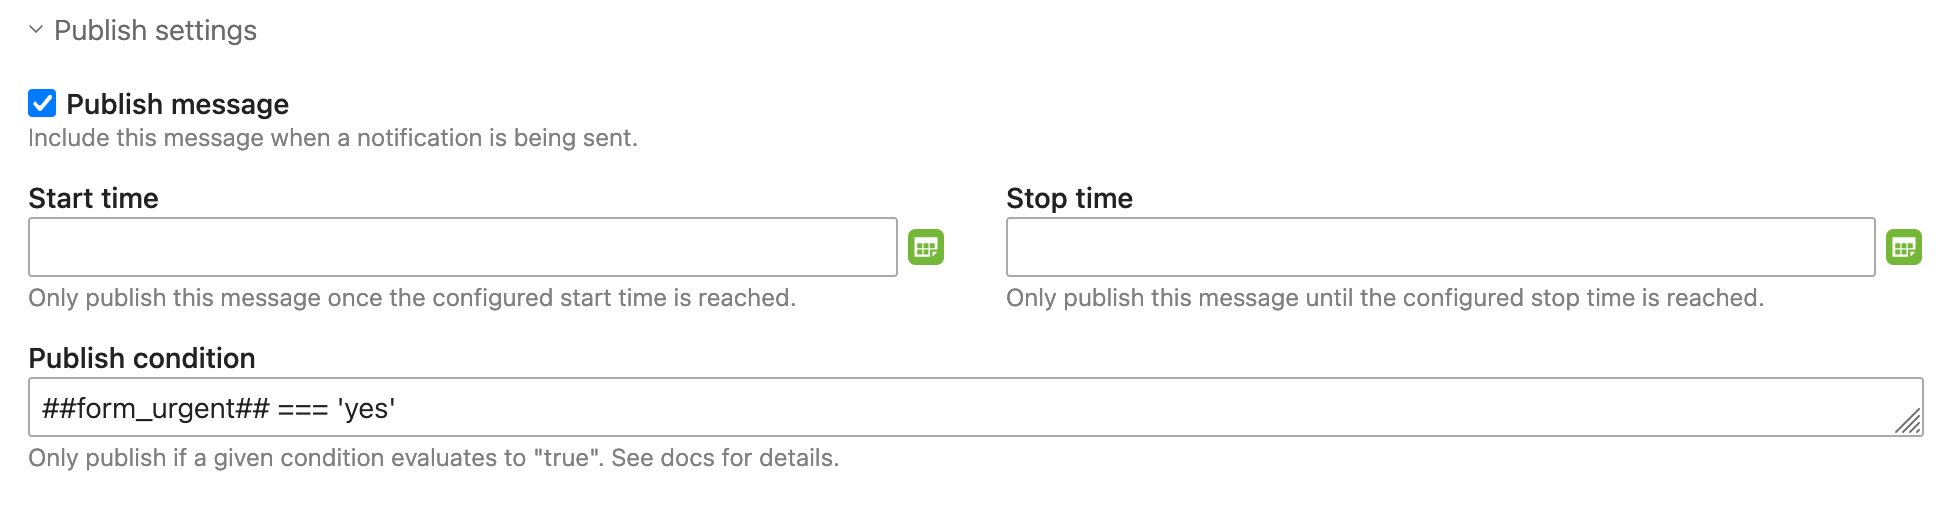 Publish settings
Publish message
Include this message when a notification is being sent.
Start time
Only publish this message once the configured start time is reached.
Stop time
Only publish this message until the configured stop time is reached.
Publish condition
##form_urgent## === 'yes'
Only publish if a given condition evaluates to "true". See docs for details.